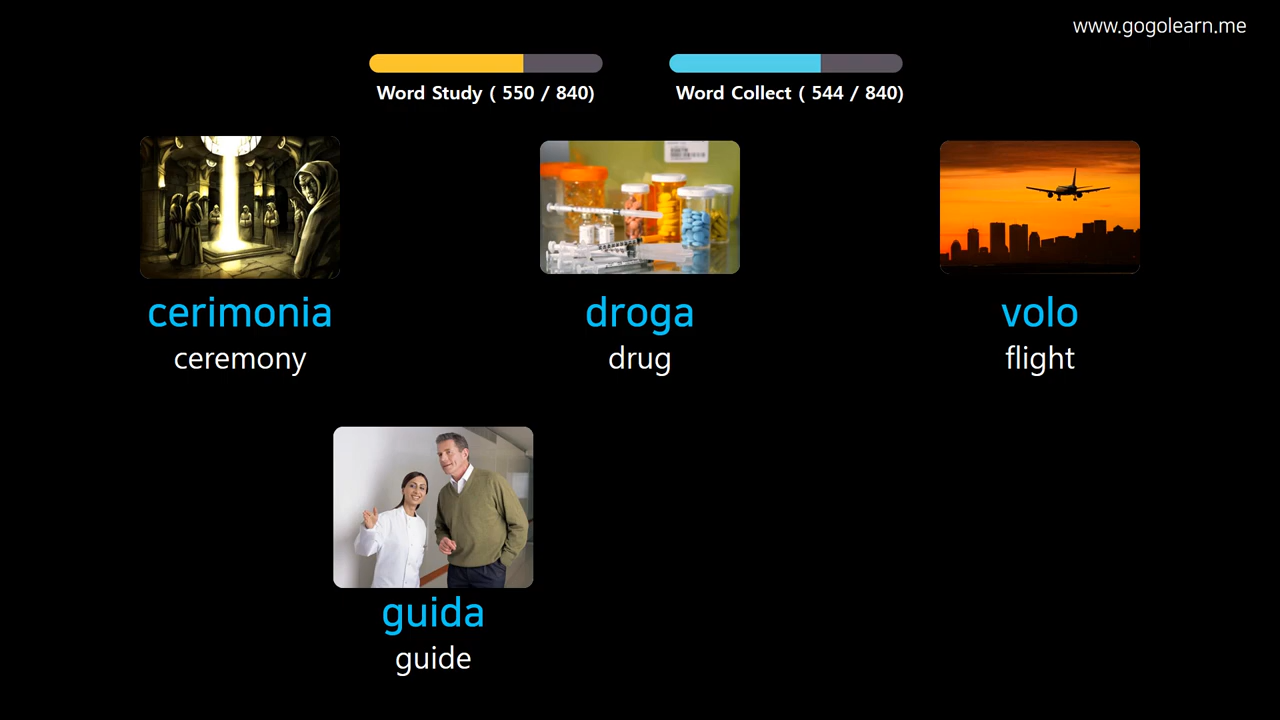 www.gogolearn.me
Word Study ( 550 / 840)
Word Collect ( 544 / 840)
cerimonia
ceremony
droga
drug
volo
flight
guida
guide